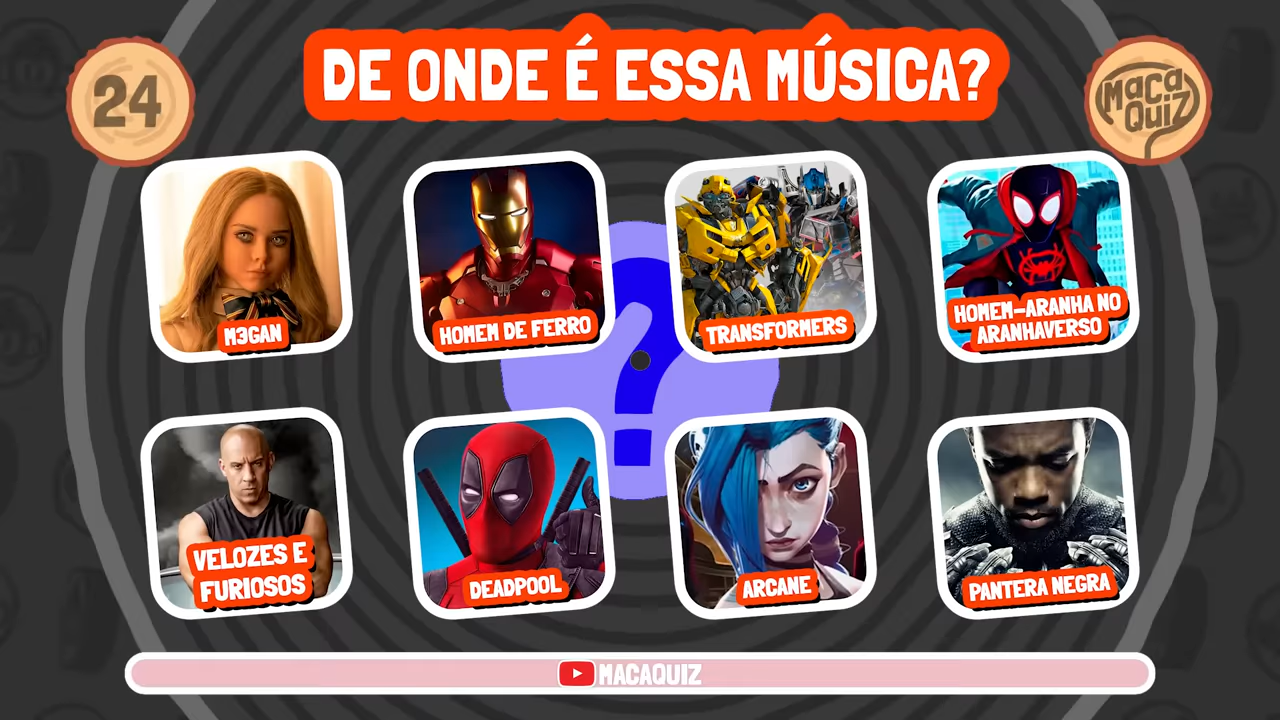 DE ONDE É ESSA MÚSICA?
24
MACA
QUIZ
M3GAN
HOMEM DE FERRO
TRANSFORMERS
HOMEM-ARANHA NO
ARANHAVERSO
?
VELOZES E
FURIOSOS
DEADPOOL
ARCANE
PANTERA NEGRA
MACAQUIZ